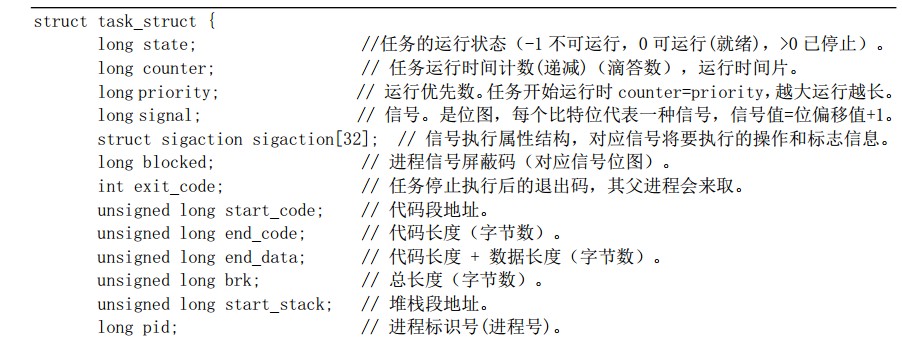 struct task_struct {
long state; //任务的运行状态（-1 不可运行，0 可运行(就绪)，>0 已停止）。
long counter; // 任务运行时间计数(递减)（滴答数），运行时间片。
long priority; // 运行优先数。任务开始运行时 counter=priority，越大运行越长。
long signal; // 信号。是位图，每个比特位代表一种信号，信号值=位偏移值+1。
struct sigaction sigaction[32]; // 信号执行属性结构，对应信号将要执行的操作和标志信息。
long blocked; // 进程信号屏蔽码（对应信号位图）。
int exit_code; // 任务停止执行后的退出码，其父进程会来取。
unsigned long start_code; // 代码段地址。
unsigned long end_code; // 代码长度（字节数）。
unsigned long end_data; // 代码长度 + 数据长度（字节数）。
unsigned long brk; // 总长度（字节数）。
unsigned long start_stack; // 堆栈段地址。
long pid; // 进程标识号(进程号)。